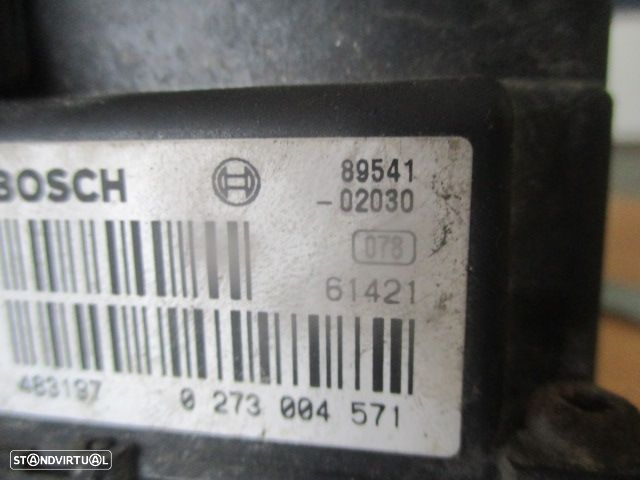 BOSCH
89541
-02030
078
61421
483197
0 273 004 571
STANDVIRTUAL